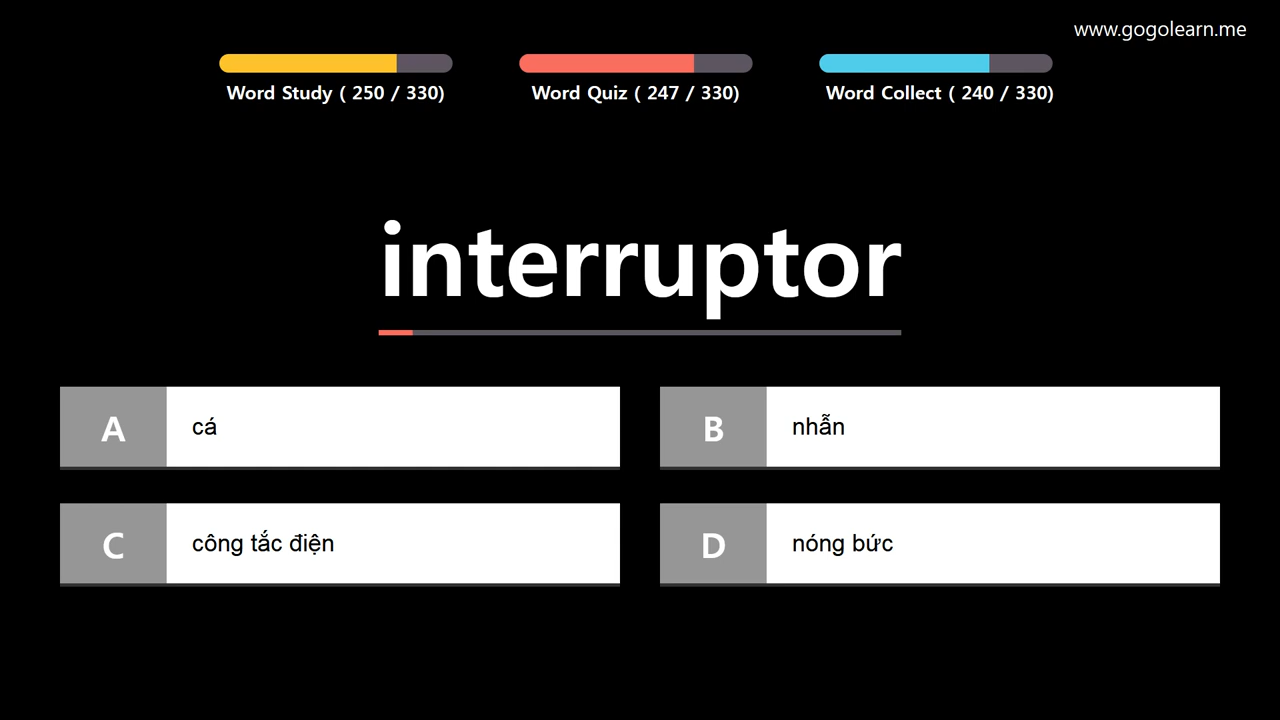 www.gogolearn.me
Word Study ( 250 / 330)
Word Quiz ( 247 / 330)
Word Collect ( 240 / 330)
interruptor
A
cá
B
nhẫn
C
công tắc điện
D
nóng bức